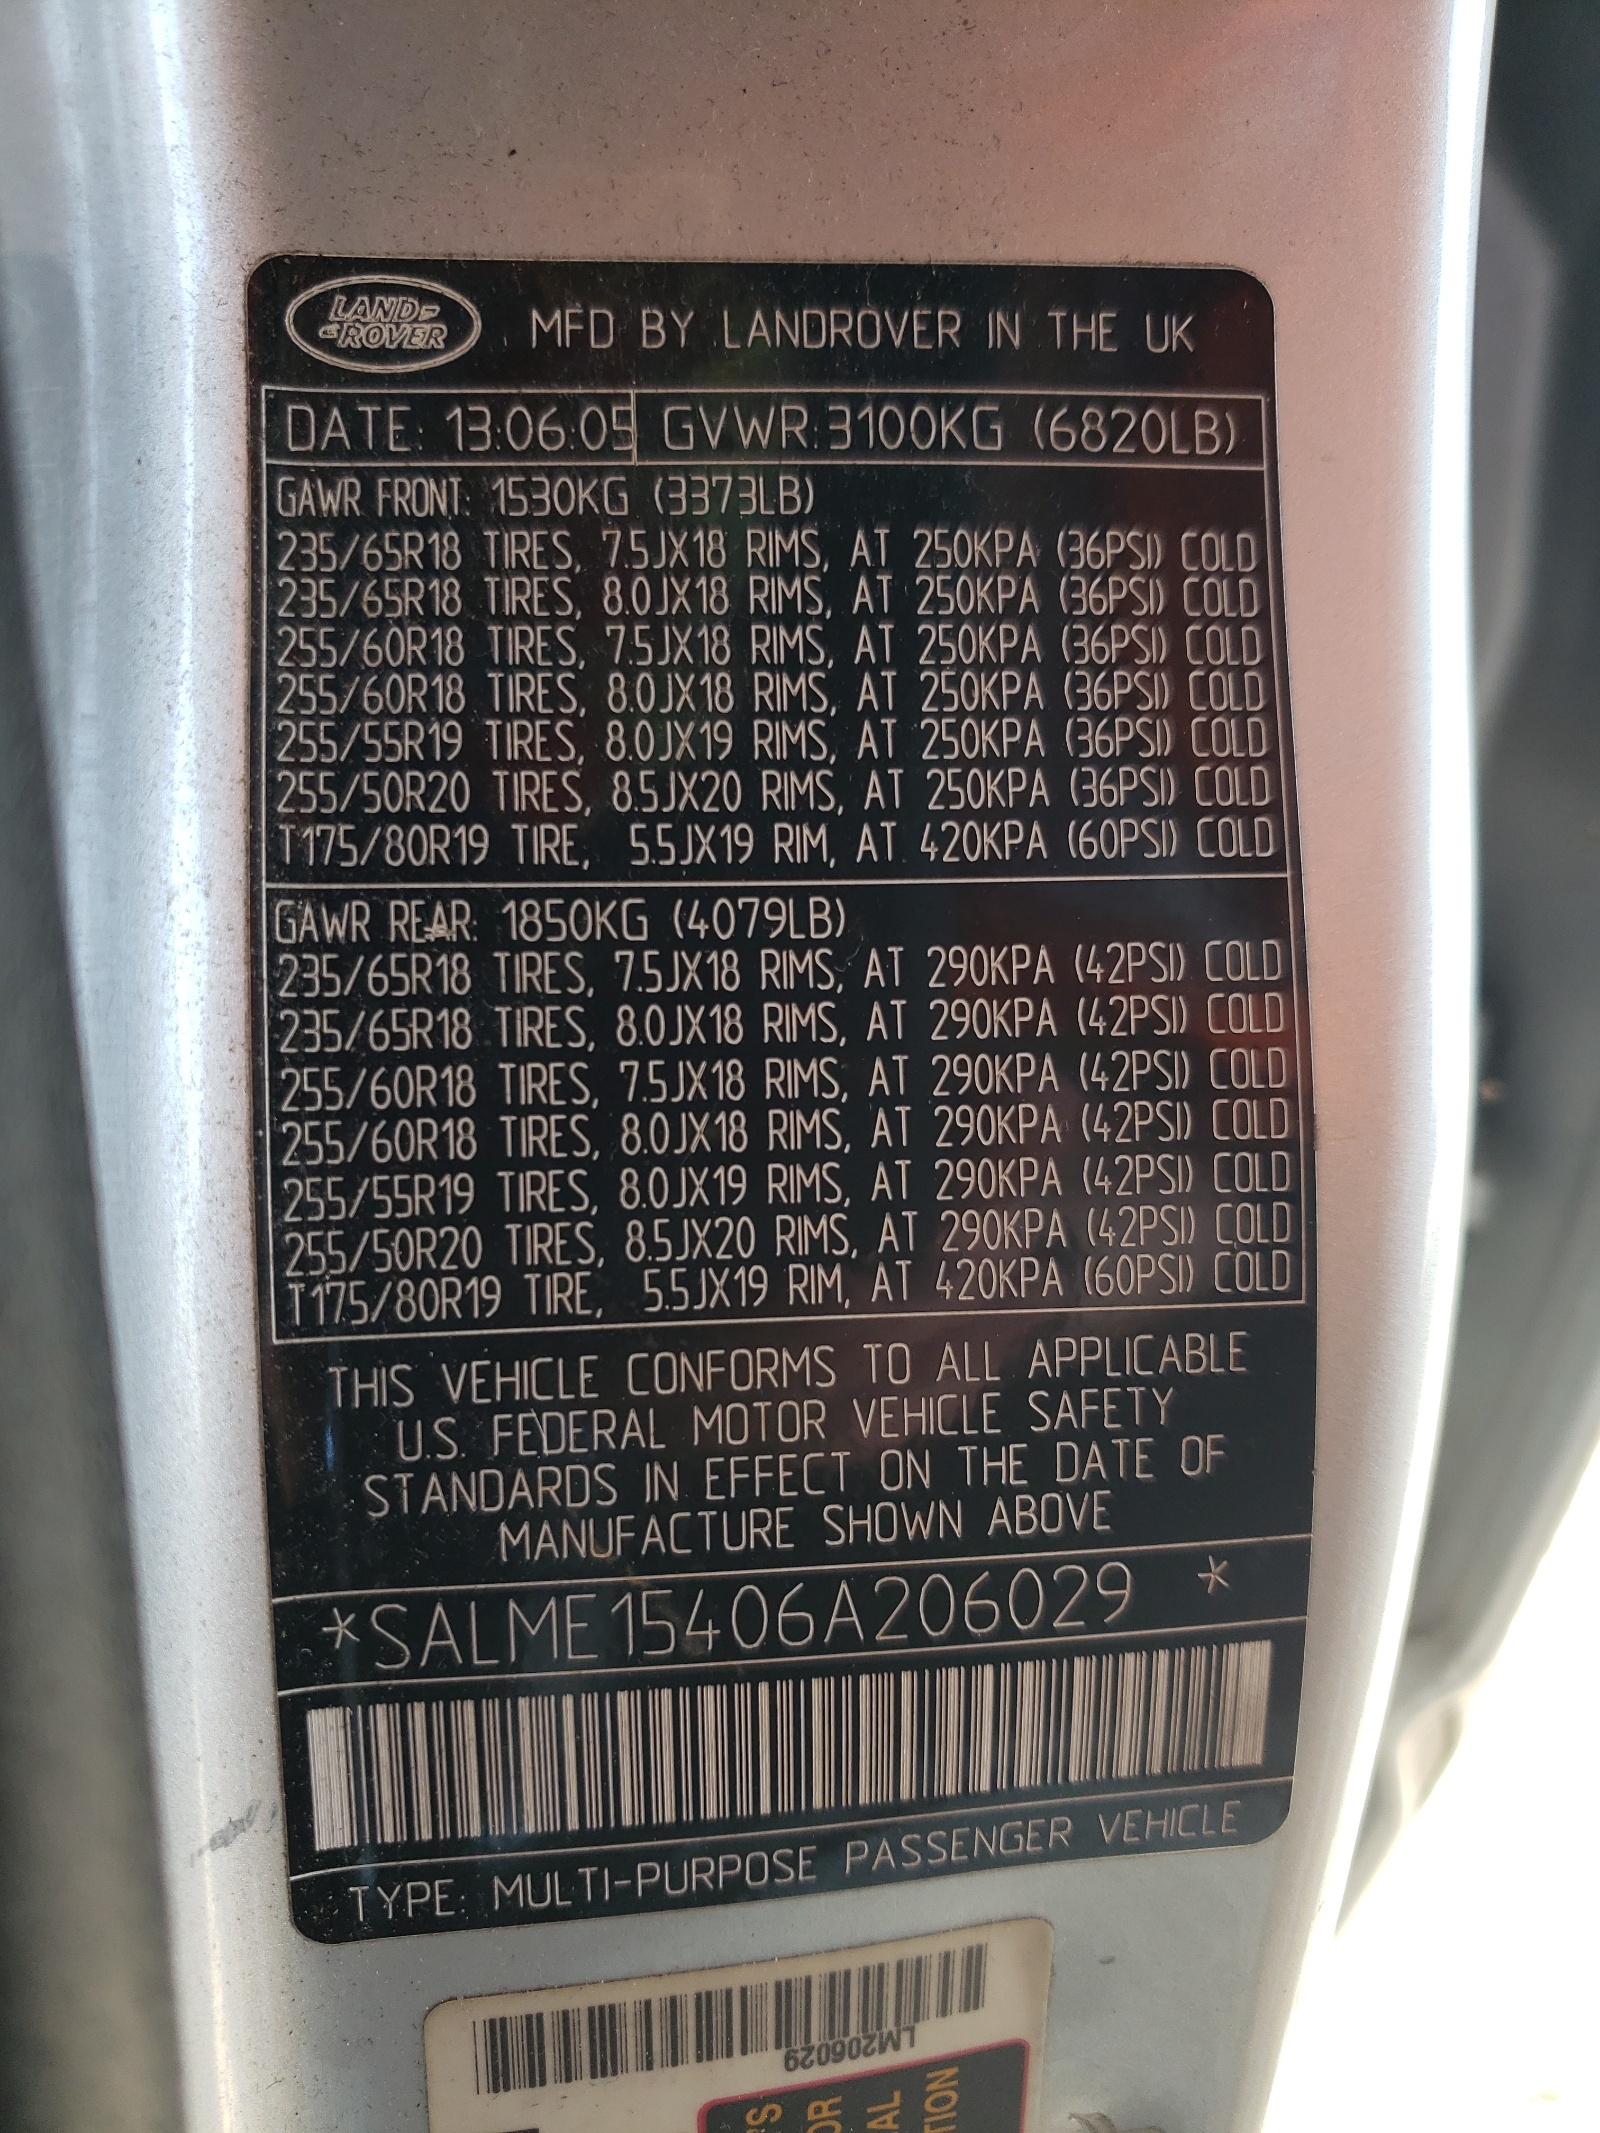 LAND-
ROVER
MFD BY LANDROVER IN THE UK
DATE: 13:06:05 GVWR:3100KG (6820LB)
GAWR FRONT: 1530KG (3373LB)
235/65R18 TIRES, 7.5JX18 RIMS, AT 250KPA (36PSI) COLD
235/65R18 TIRES, 8.0JX18 RIMS, AT 250KPA (36PSI) COLD
255/60R18 TIRES, 7.5JX18 RIMS, AT 250KPA (36PSI) COLD
255/60R18 TIRES, 8.0JX18 RIMS, AT 250KPA (36PSI) COLD
255/55R19 TIRES, 8.0JX19 RIMS, AT 250KPA (36PSI) COLD
255/50R20 TIRES, 8.5JX20 RIMS, AT 250KPA (36PSI) COLD
T175/80R19 TIRE, 5.5JX19 RIM, AT 420KPA (60PSI) COLD
GAWR REAR: 1850KG (4079LB)
235/65R18 TIRES, 7.5JX18 RIMS, AT 290KPA (42PSI) COLD
235/65R18 TIRES, 8.0JX18 RIMS, AT 290KPA (42PSI) COLD
255/60R18 TIRES, 7.5JX18 RIMS, AT 290KPA (42PSI) COLD
255/60R18 TIRES, 8.0JX18 RIMS, AT 290KPA (42PSI) COLD
255/55R19 TIRES, 8.0JX19 RIMS, AT 290KPA (42PSI) COLD
255/50R20 TIRES, 8.5JX20 RIMS, AT 290KPA (42PSI) COLD
T175/80R19 TIRE, 5.5JX19 RIM, AT 420KPA (60PSI) COLD
THIS VEHICLE CONFORMS TO ALL APPLICABLE
U.S. FEDERAL MOTOR VEHICLE SAFETY
STANDARDS IN EFFECT ON THE DATE OF
MANUFACTURE SHOWN ABOVE
*SALME15406A206029 *
TYPE: MULTI-PURPOSE PASSENGER VEHICLE
LM206029